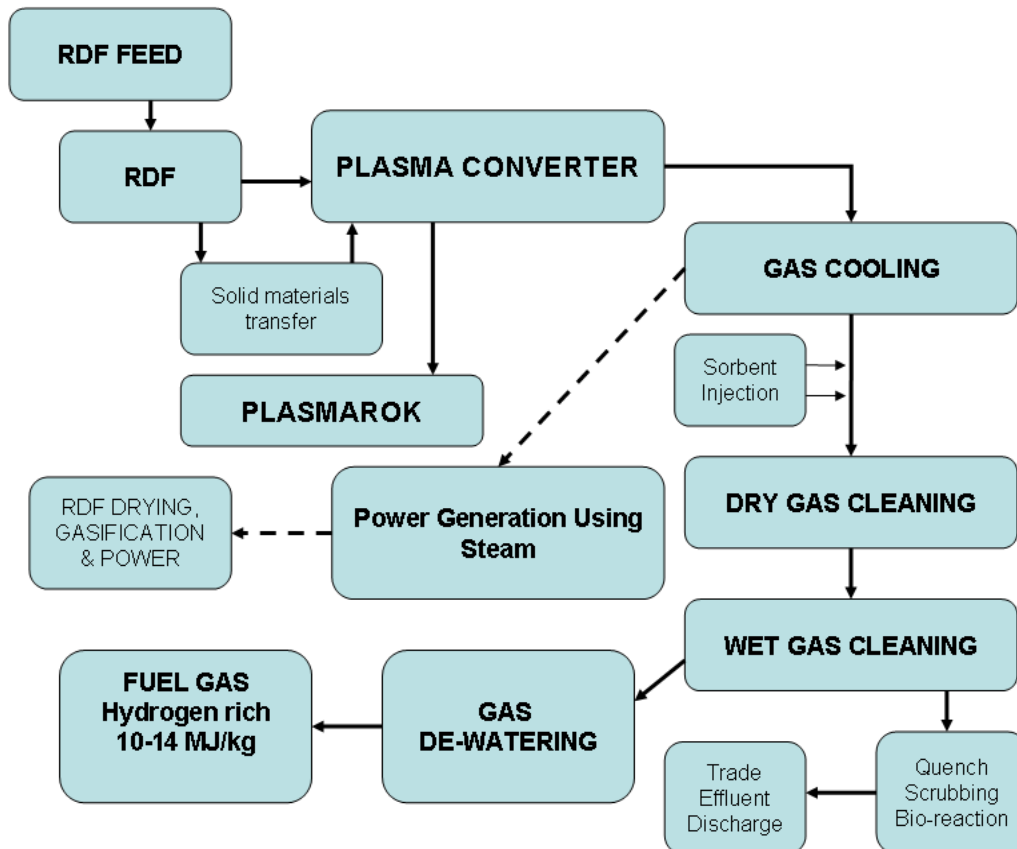 RDF FEED
RDF
PLASMA CONVERTER
Solid materials
transfer
GAS COOLING
Sorbent
Injection
PLASMAROK
RDF DRYING,
GASIFICATION
& POWER
Power Generation Using
Steam
DRY GAS CLEANING
WET GAS CLEANING
FUEL GAS
Hydrogen rich
10-14 MJ/kg
GAS
DE-WATERING
Trade
Effluent
Discharge
Quench
Scrubbing
Bio-reaction